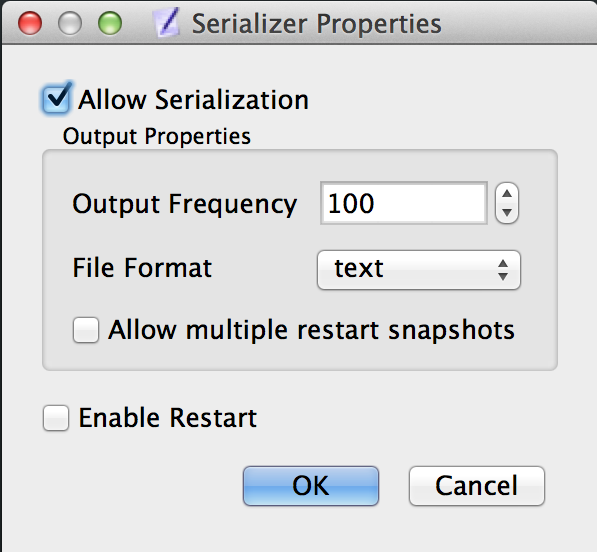 Serializer Properties
Allow Serialization
Output Properties
Output Frequency 100
File Format text
Allow multiple restart snapshots
Enable Restart
OK Cancel